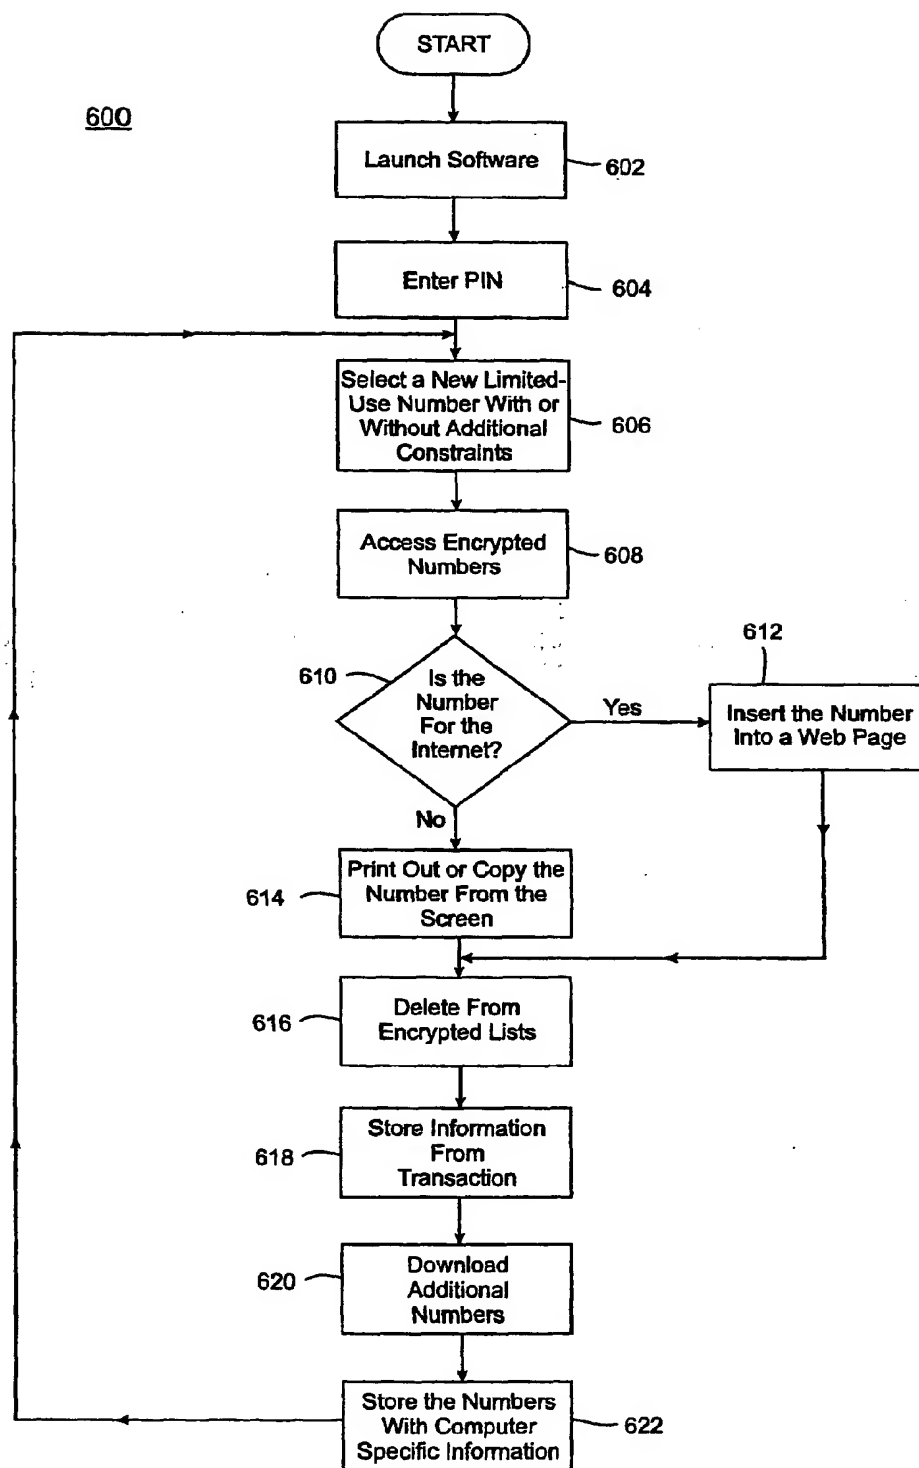 START
600
Launch Software
602
Enter PIN
604
Select a New Limited-
Use Number With or
Without Additional
Constraints
606
Access Encrypted
Numbers
608
610
Is the
Number
For the
Internet?
Yes
612
Insert the Number
Into a Web Page
No
614
Print Out or Copy the
Number From the
Screen
616
Delete From
Encrypted Lists
618
Store Information
From
Transaction
620
Download
Additional
Numbers
Store the Numbers
With Computer
Specific Information
622